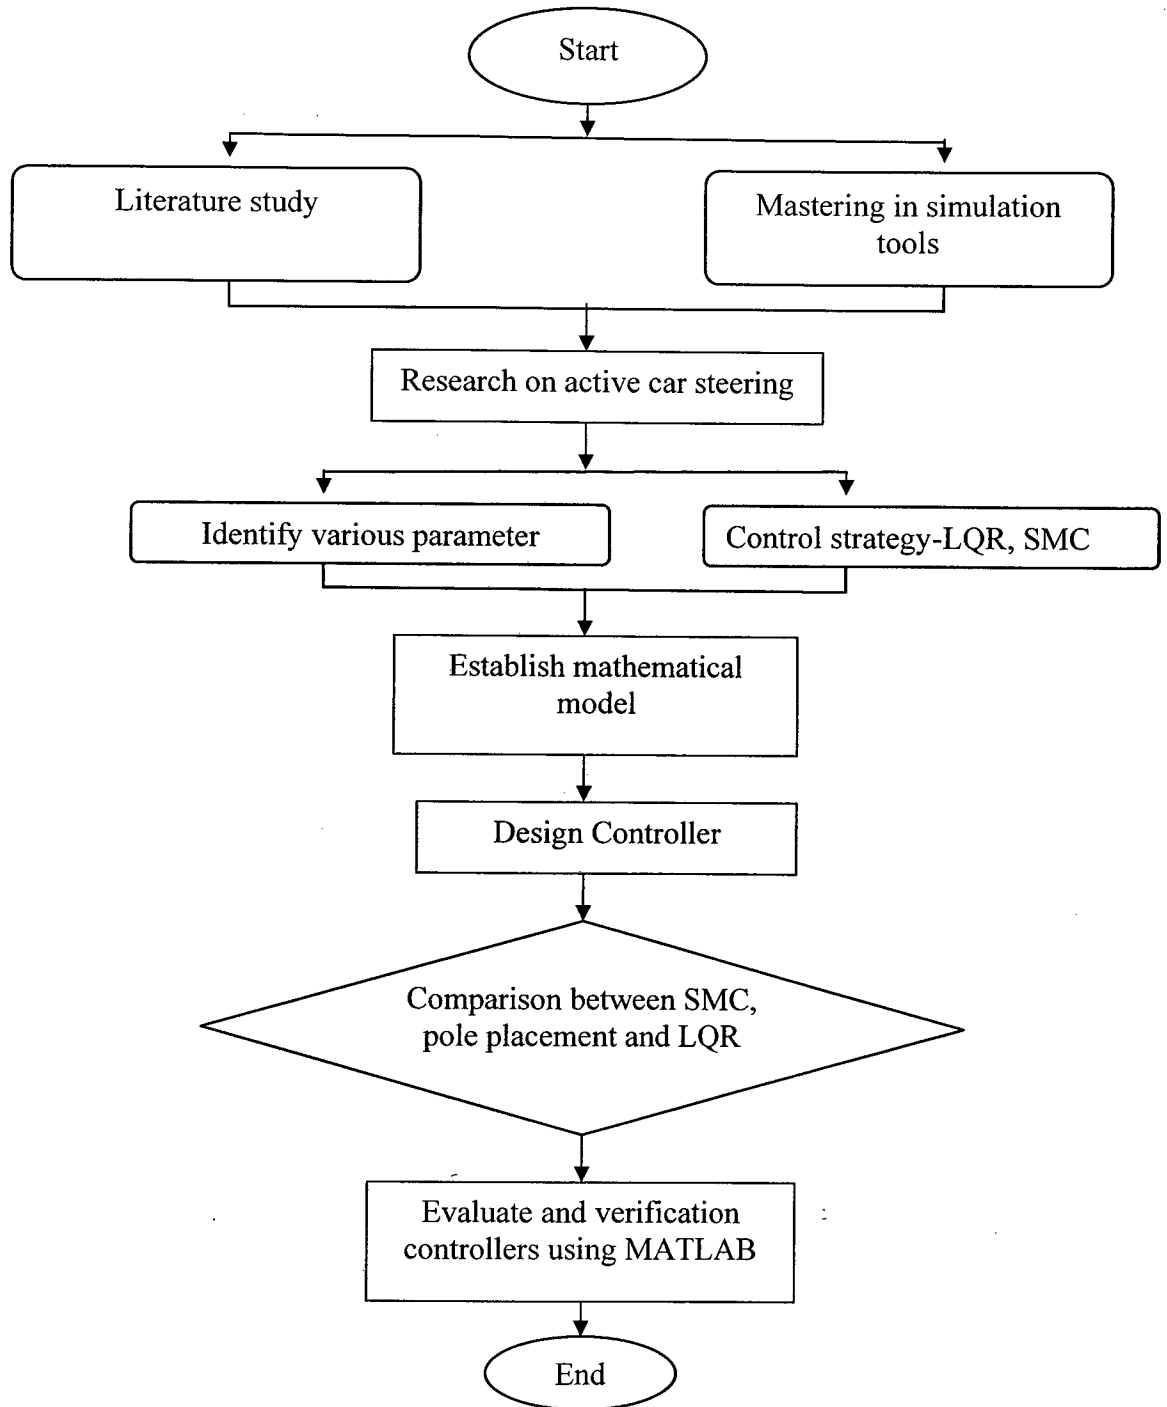 Start
Literature study
Mastering in simulation
tools
Research on active car steering
Identify various parameter
Control strategy-LQR, SMC
Establish mathematical
model
Design Controller
Comparison between SMC,
pole placement and LQR
Evaluate and verification
controllers using MATLAB
End